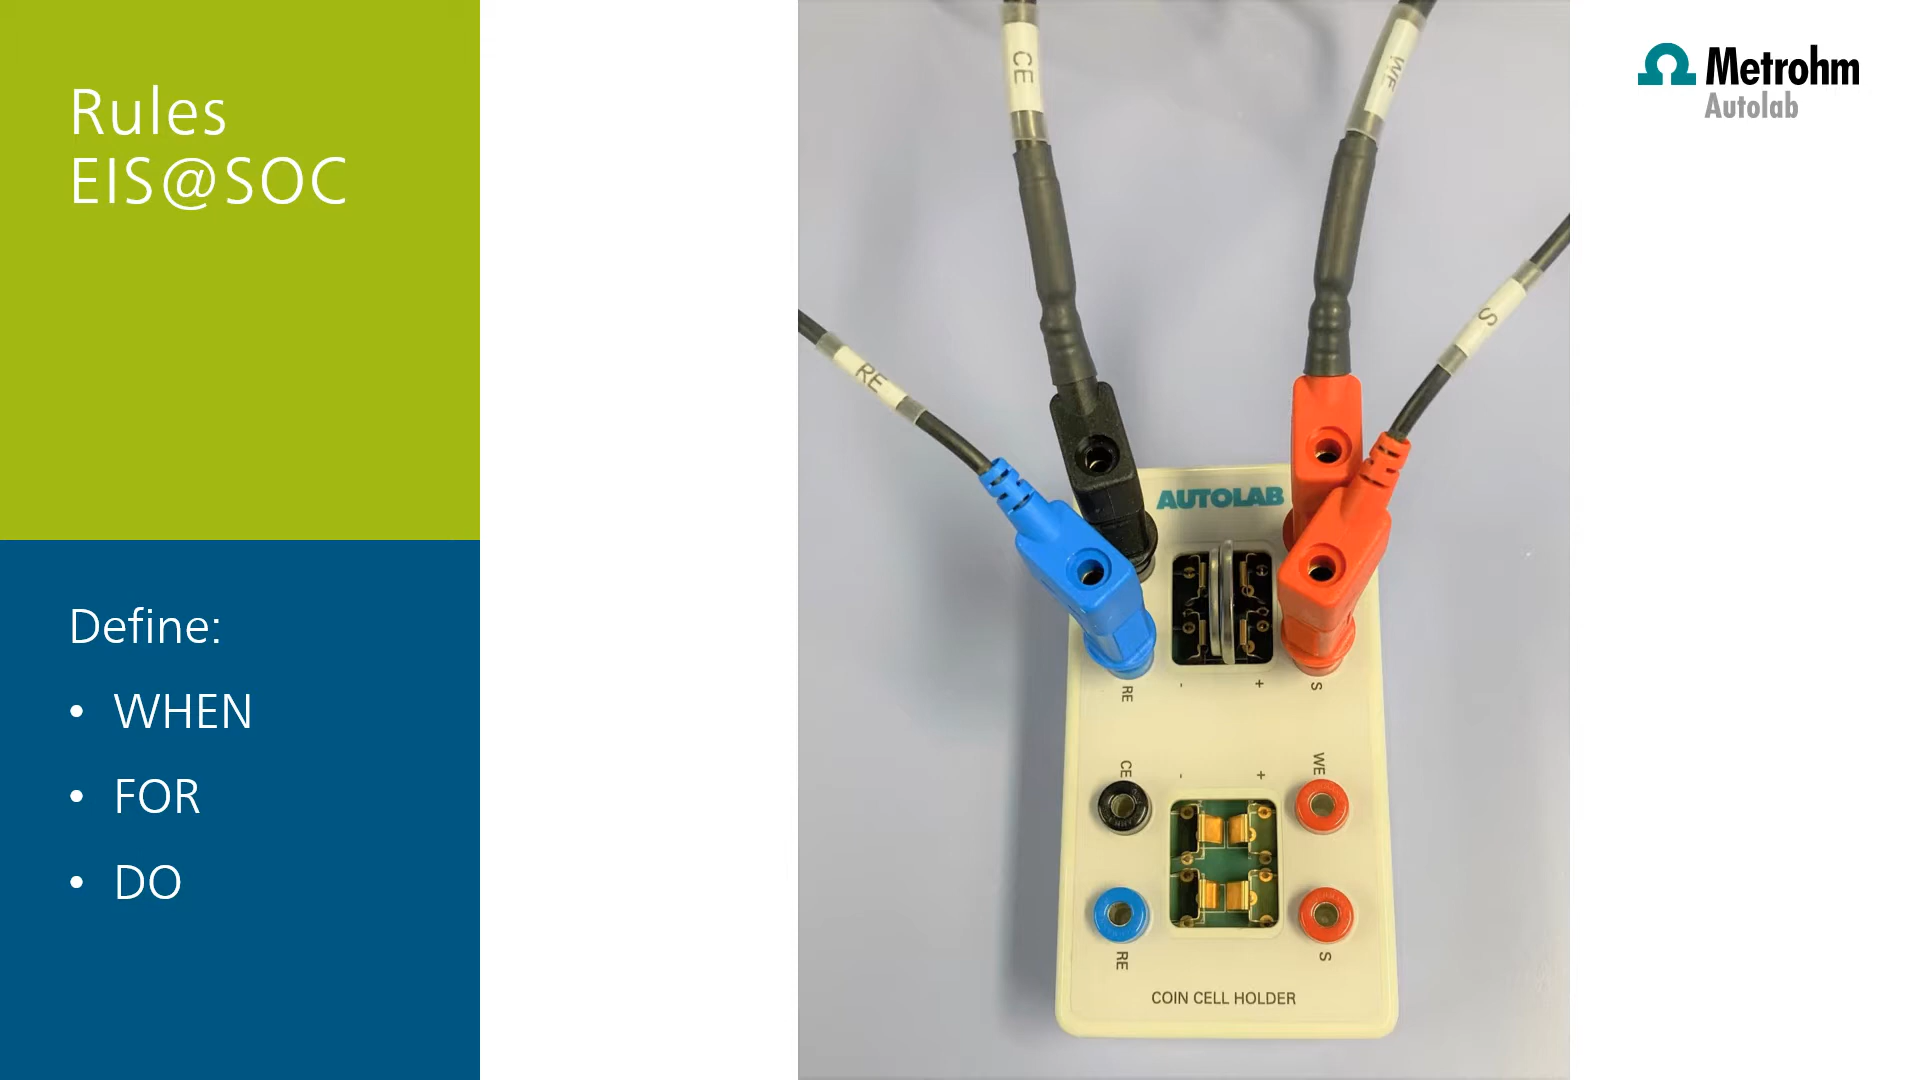 Rules
EIS@SOC
Define:
• WHEN
• FOR
• DO
Metrohm
Autolab
CE
WE
S
RE
AUTOLAB
RE
-
+
S
CE
-
+
WE
RE
S
COIN CELL HOLDER